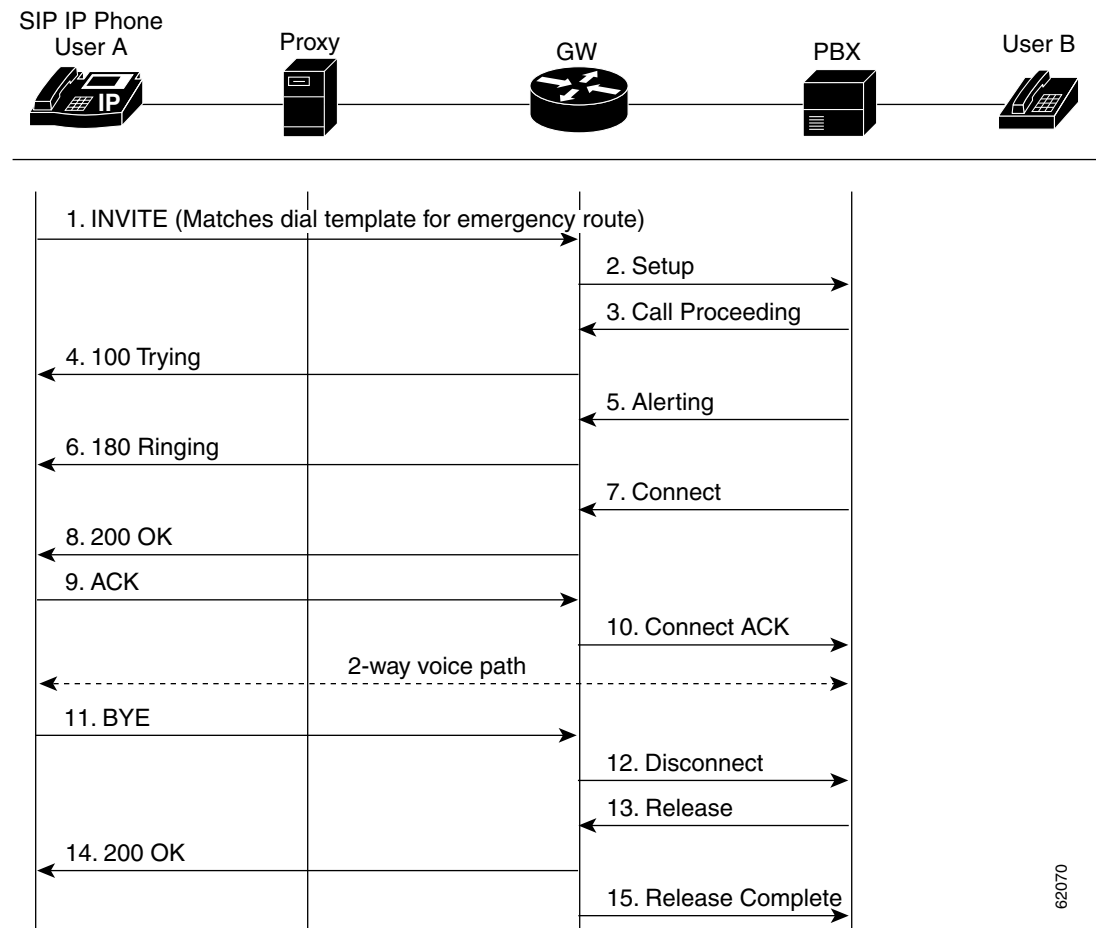 SIP IP Phone
User A
Proxy
GW
PBX
User B
IP
1. INVITE (Matches dial template for emergency route)
2. Setup
3. Call Proceeding
4. 100 Trying
5. Alerting
6. 180 Ringing
7. Connect
8. 200 OK
9. ACK
10. Connect ACK
2-way voice path
11. BYE
12. Disconnect
13. Release
14. 200 OK
15. Release Complete
62070